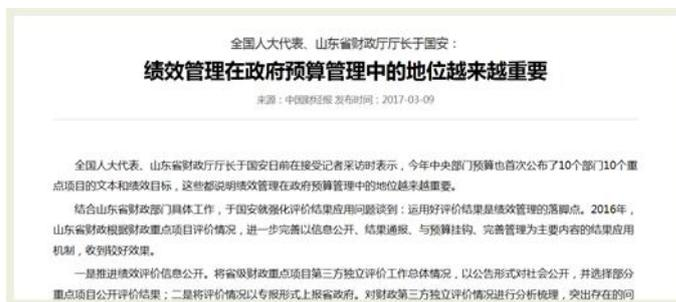 全国人大代表、山东省财政厅厅长于国安：
绩效管理在政府预算管理中的地位越来越重要
来源：中国财经报 发布时间：2017-03-09
全国人大代表、山东省财政厅厅长于国安日前在接受记者采访时表示，今年中央部门预算也首次公布了10个部门10个重
点项目的文本和绩效目标，这些都说明绩效管理在政府预算管理中的地位越来越重要。
结合山东省财政部门具体工作，于国安就强化评价结果应用问题谈到：运用好评价结果是绩效管理的落脚点。2016年，
山东省财政根据财政重点项目评价情况，进一步完善以信息公开、结果通报、与预算挂钩、完善管理为主要内容的结果应用
机制，收到较好效果。
一是推进绩效评价信息公开。将省级财政重点项目第三方独立评价工作总体情况，以公告形式对社会公开，并选择部分
重点项目公开评价结果；二是将评价情况以专报形式上报省政府。对财政第三方独立评价情况进行分析梳理，突出存在的问